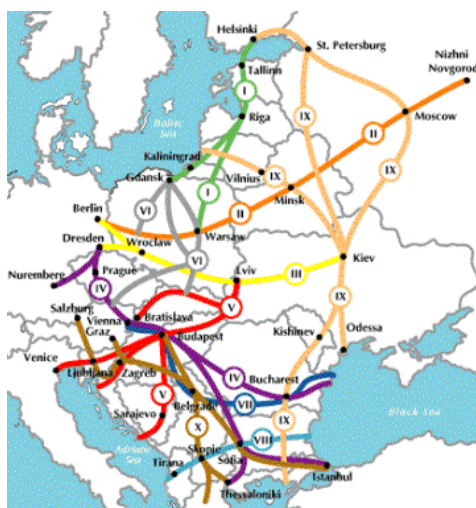 Helsinki
St. Petersburg
Nizhni
Novgorod
Tallinn
I
IX
Moscow
Riga
II
Baltic
Sea
Kaliningrad
IX
IX
Gdansk
Vilnius
I
Minsk
VI
II
Berlin
Warsaw
Dresden
Wroclaw
VI
Kiev
Lviv
III
Nuremberg
Prague
IV
IX
Salzburg
Vienna
Bratislava
V
Graz
Budapest
Kishinev
Odessa
Venice
Ljubljana
Zagreb
IV
Bucharest
V
Belgrade
VII
Sarajevo
IX
Black Sea
X
VIII
Adriatic
Sea
Skopje
Sofia
Tirana
Istanbul
Thessaloniki